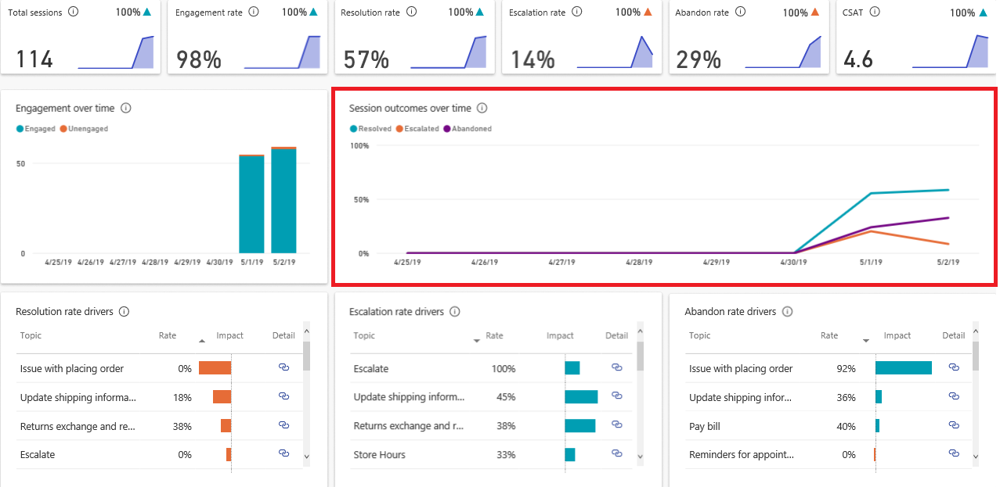 Total sessions 100%
114
Engagement rate 100%
98%
Resolution rate 100%
57%
Escalation rate 100%
14%
Abandon rate 100%
29%
CSAT 100%
4.6
Engagement over time
Engaged Unengaged
50
0
4/25/19 4/26/19 4/27/19 4/28/19 4/29/19 4/30/19 5/1/19 5/2/19
Session outcomes over time
Resolved Escalated Abandoned
100%
50%
0%
4/25/19 4/26/19 4/27/19 4/28/19 4/29/19 4/30/19 5/1/19 5/2/19
Resolution rate drivers
Topic Rate Impact Detail
Issue with placing order 0%
Update shipping informa... 18%
Returns exchange and re... 38%
Escalate 0%
Escalation rate drivers
Topic Rate Impact Detail
Escalate 100%
Update shipping inform... 45%
Returns exchange and r... 38%
Store Hours 33%
Abandon rate drivers
Topic Rate Impact Detail
Issue with placing order 92%
Update shipping infor... 36%
Pay bill 40%
Reminders for appoint... 0%